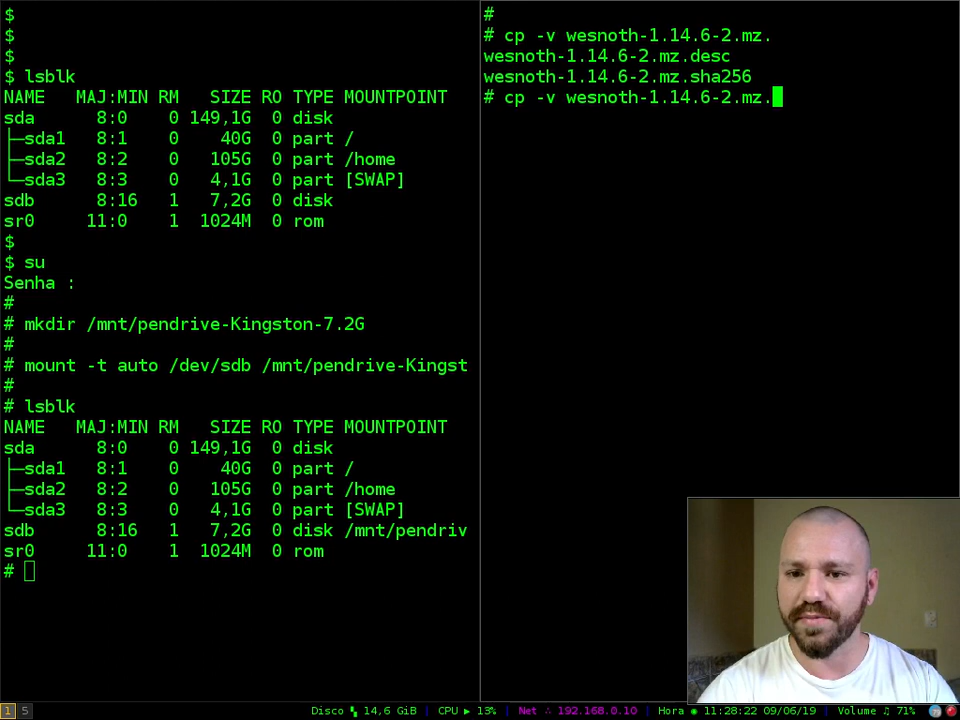 $
$
$
$ lsblk
NAME MAJ:MIN RM SIZE RO TYPE MOUNTPOINT
sda 8:0 0 149,1G 0 disk
├─sda1 8:1 0 40G 0 part /
├─sda2 8:2 0 105G 0 part /home
└─sda3 8:3 0 4,1G 0 part [SWAP]
sdb 8:16 1 7,2G 0 disk
sr0 11:0 1 1024M 0 rom
$
$ su
Senha :
#
# mkdir /mnt/pendrive-Kingston-7.2G
#
# mount -t auto /dev/sdb /mnt/pendrive-Kingst
#
# lsblk
NAME MAJ:MIN RM SIZE RO TYPE MOUNTPOINT
sda 8:0 0 149,1G 0 disk
├─sda1 8:1 0 40G 0 part /
├─sda2 8:2 0 105G 0 part /home
└─sda3 8:3 0 4,1G 0 part [SWAP]
sdb 8:16 1 7,2G 0 disk /mnt/pendriv
sr0 11:0 1 1024M 0 rom
#
#
# cp -v wesnoth-1.14.6-2.mz.
wesnoth-1.14.6-2.mz.desc
wesnoth-1.14.6-2.mz.sha256
# cp -v wesnoth-1.14.6-2.mz.
1 5 Disco 14,6 GiB | CPU ▶ 13% | Net ∴ 192.168.0.10 | Hora ◉ 11:28:22 09/06/19 | Volume ♫ 71%